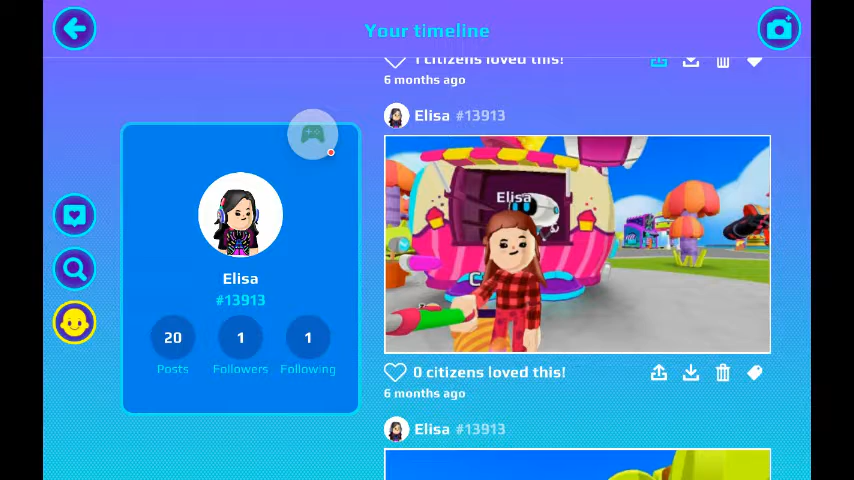 Your timeline
1 citizens loved this!
6 months ago
Elisa #13913
Elisa
0 citizens loved this!
6 months ago
Elisa #13913
Elisa
#13913
20
1
1
Posts
Followers
Following